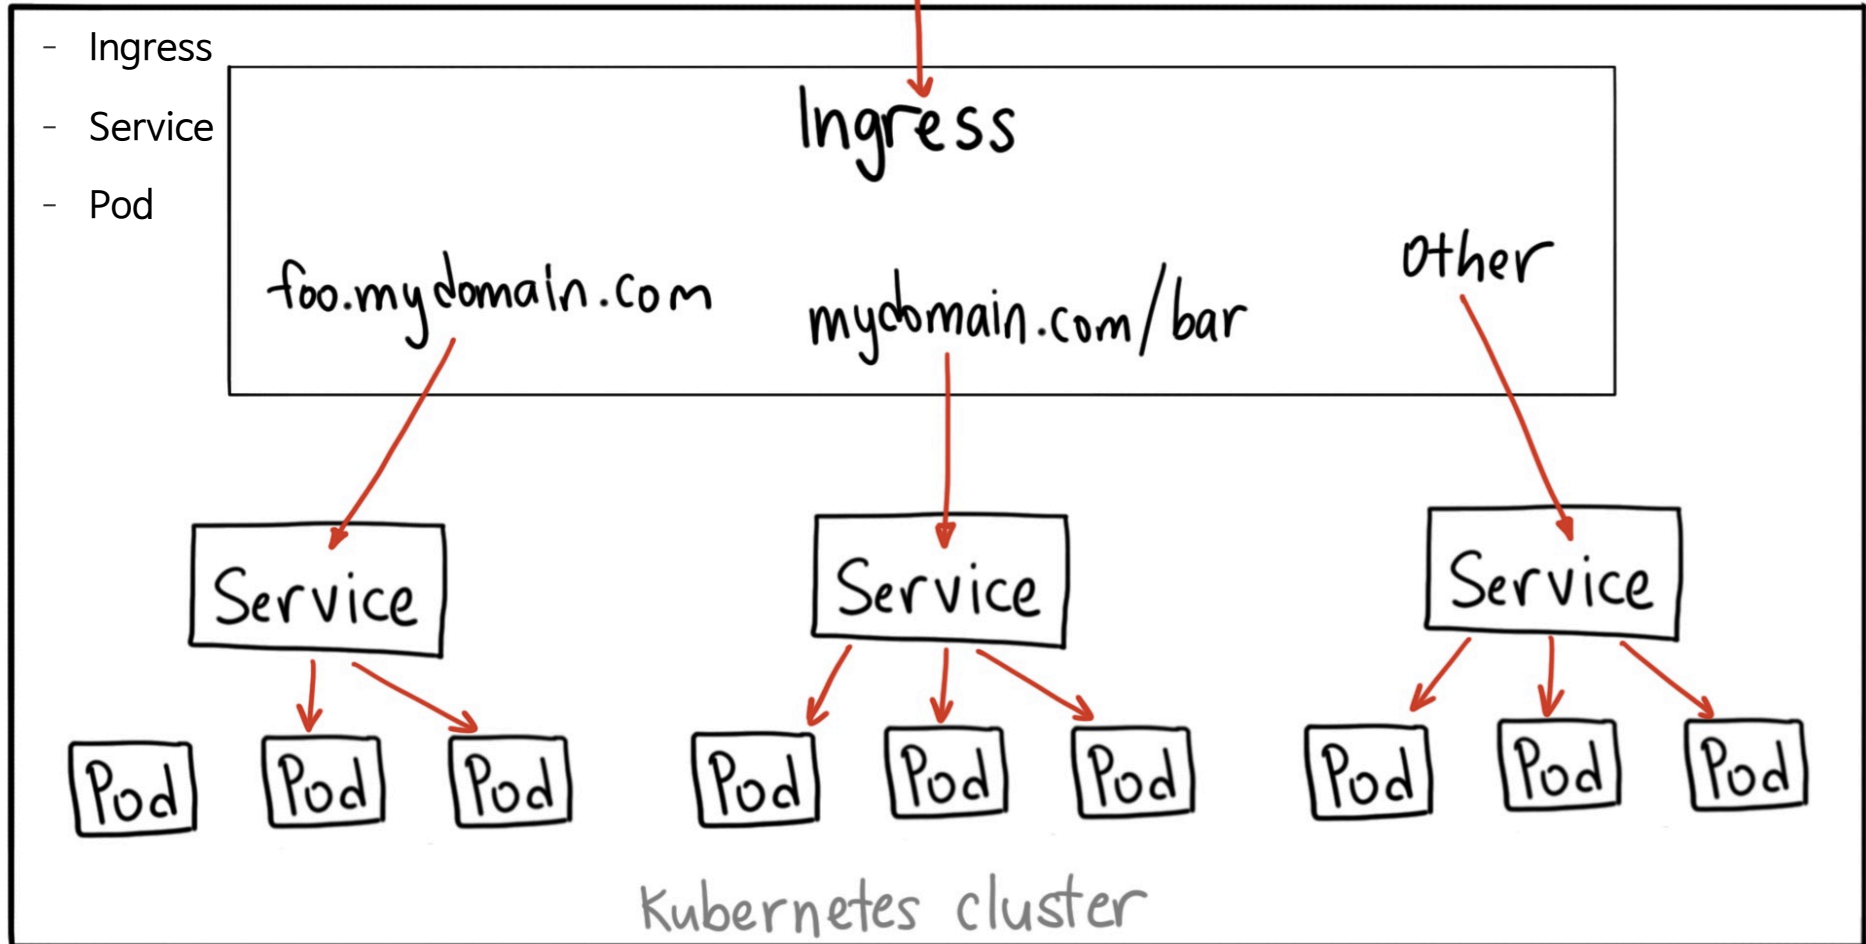 - Ingress
- Service
- Pod
Ingress
foo.mydomain.com
mydomain.com/bar
other
Service
Service
Service
Pod
Pod
Pod
Pod
Pod
Pod
Pod
Pod
Pod
Kubernetes cluster